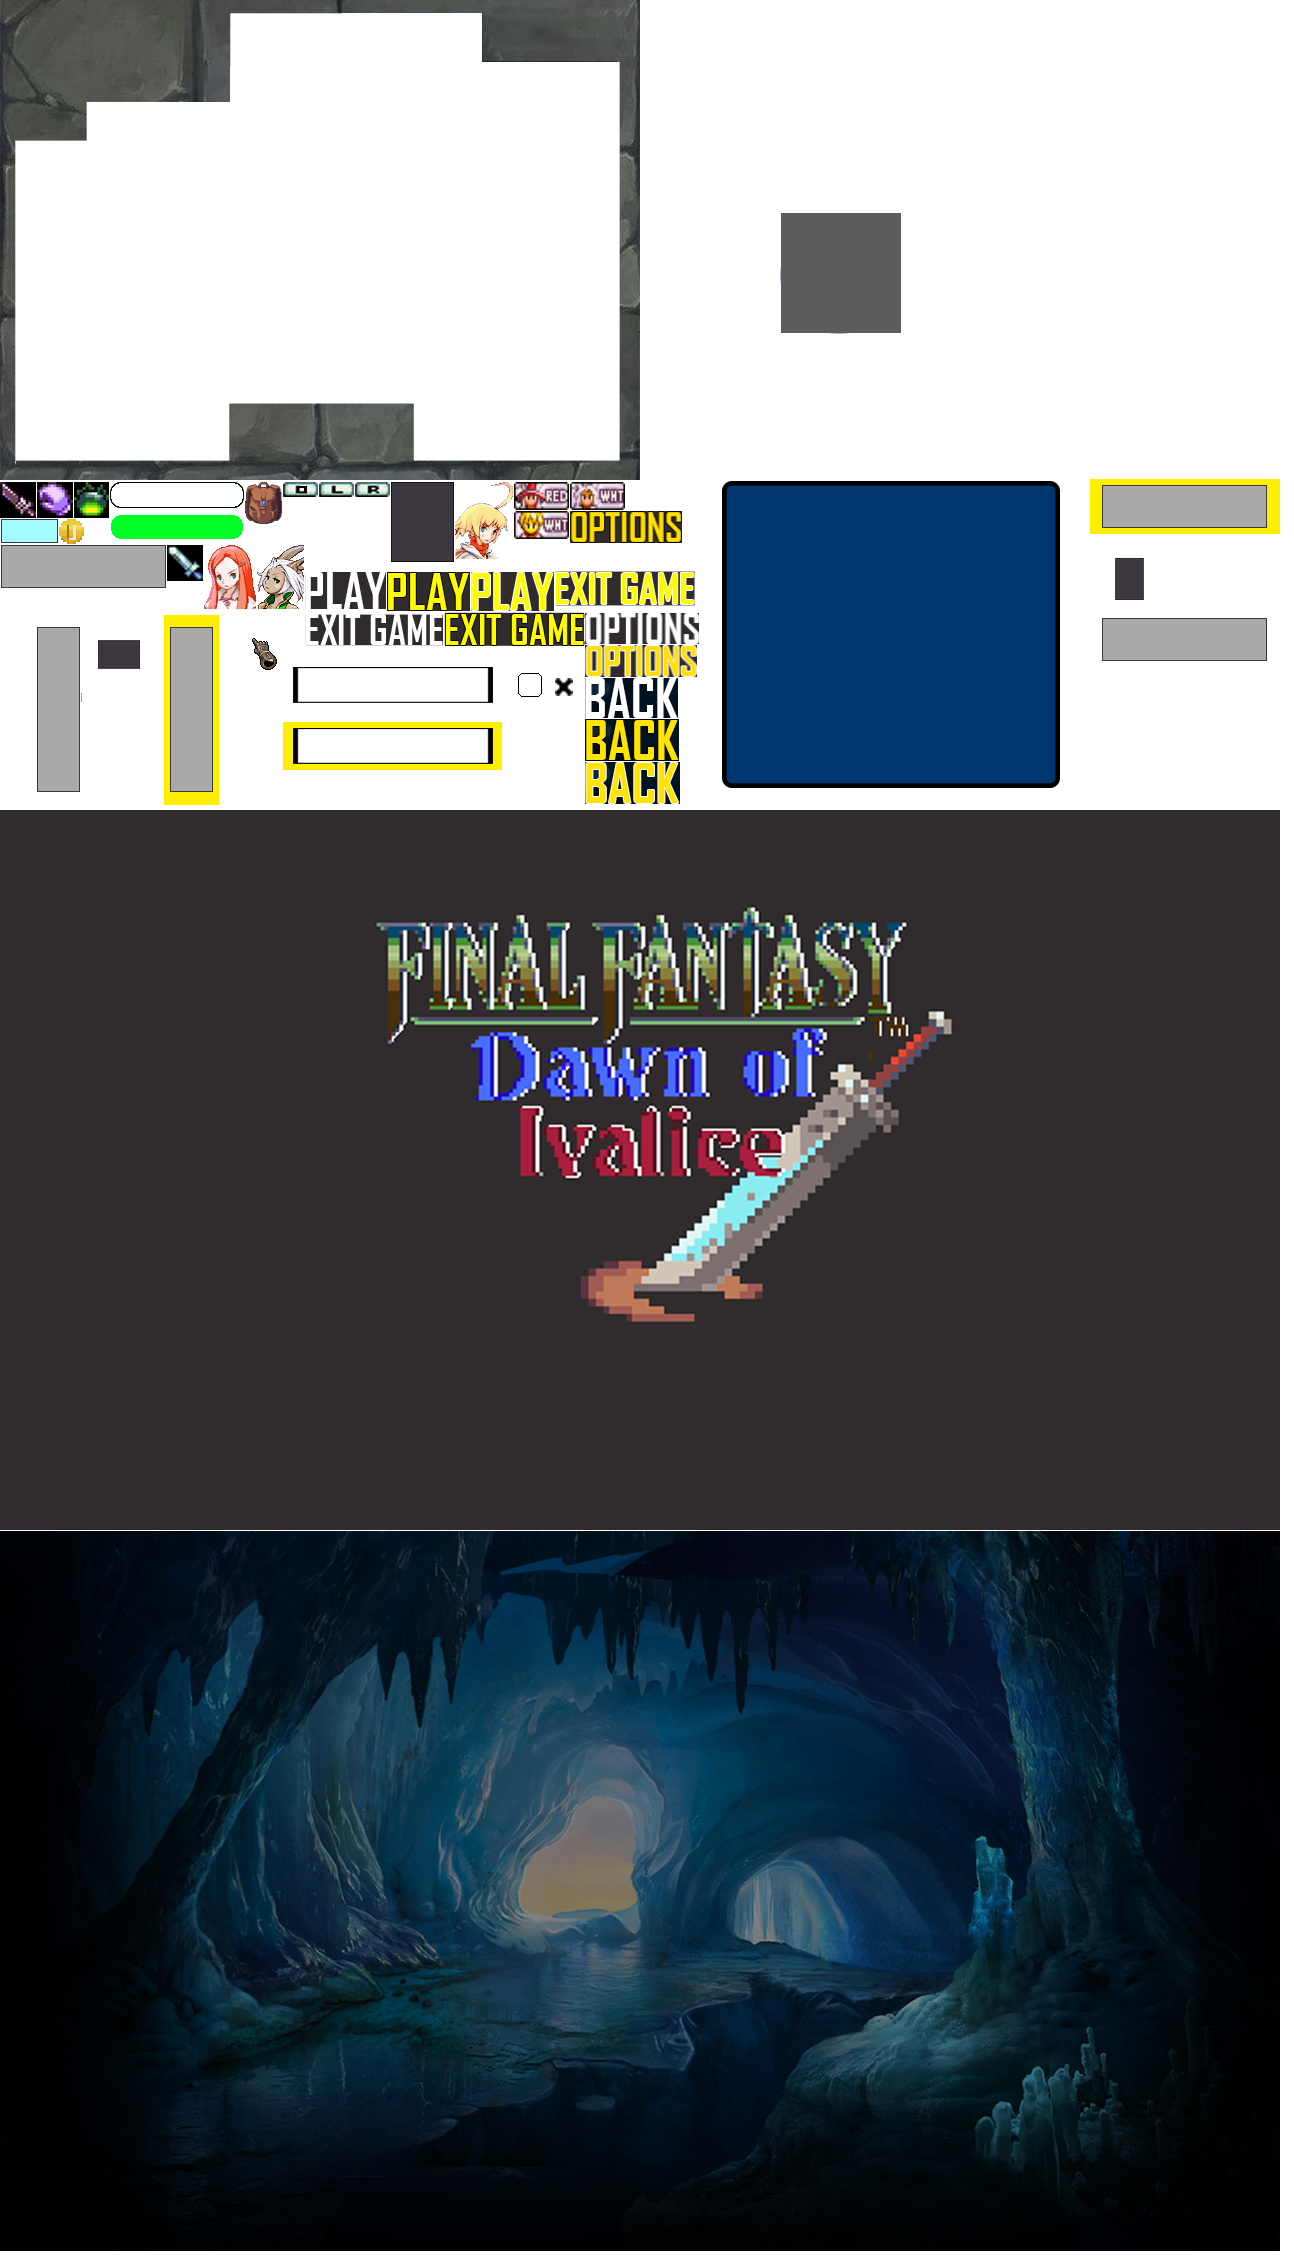 O L R
RED WHT
WHT OPTIONS
PLAY PLAY PLAY EXIT GAME
EXIT GAME EXIT GAME OPTIONS
OPTIONS
BACK
BACK
BACK
FINAL FANTASY
TM
Dawn of
Ivalice